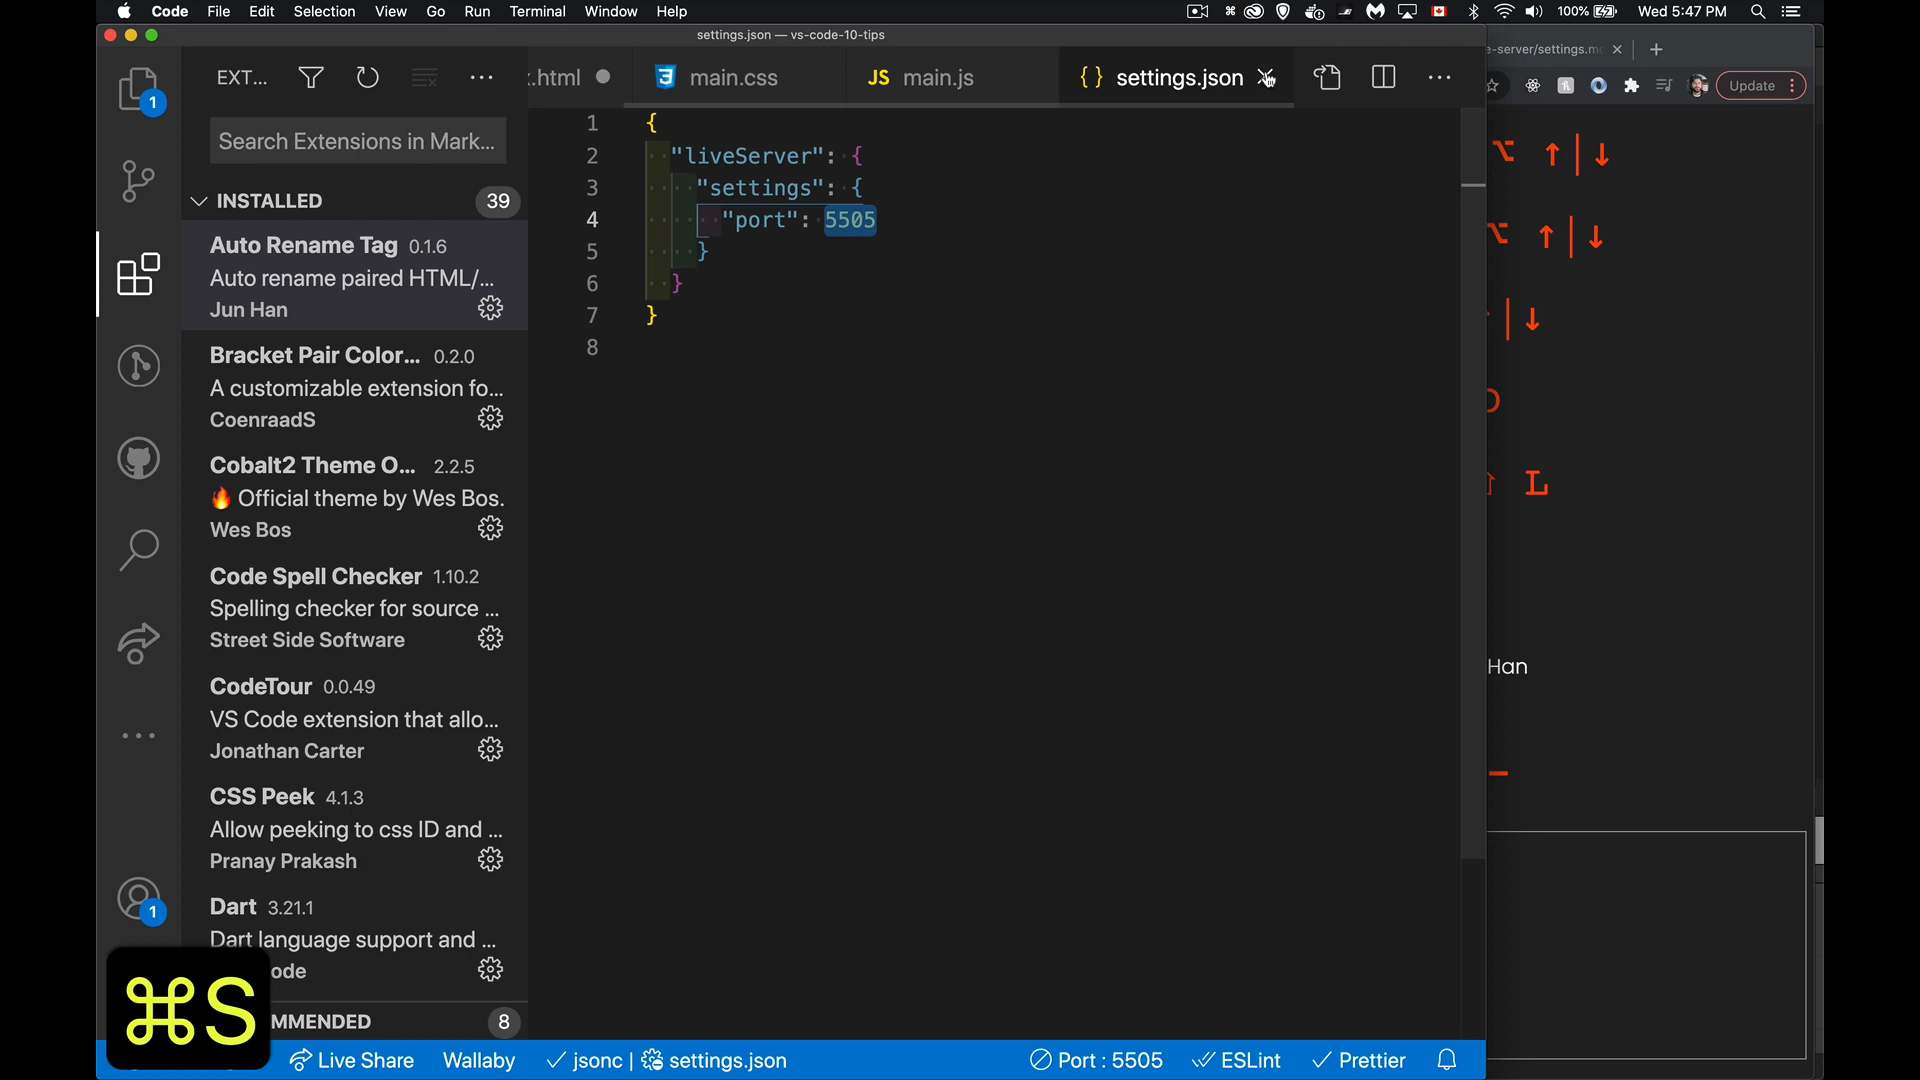 Code File Edit Selection View Go Run Terminal Window Help
100% Wed 5:47 PM
settings.json — vs-code-10-tips
e-server/settings.m
EXT...
.html
main.css
JS main.js
{ } settings.json
Update
Search Extensions in Mark...
INSTALLED 39
Auto Rename Tag 0.1.6
Auto rename paired HTML/...
Jun Han
Bracket Pair Color... 0.2.0
A customizable extension fo...
CoenraadS
Cobalt2 Theme O... 2.2.5
🔥 Official theme by Wes Bos.
Wes Bos
Code Spell Checker 1.10.2
Spelling checker for source ...
Street Side Software
CodeTour 0.0.49
VS Code extension that allo...
Jonathan Carter
CSS Peek 4.1.3
Allow peeking to css ID and ...
Pranay Prakash
Dart 3.21.1
Dart language support and ...
ode
MMENDED 8
1
1
1 {
2 "liveServer": {
3 "settings": {
4 "port": 5505
5 }
6 }
7 }
8
⌥ ↑|↓
⌥ ↑|↓
|↓
L
Han
⌘S
Live Share Wallaby ✓ jsonc | settings.json Port : 5505 ESLint ✓ Prettier